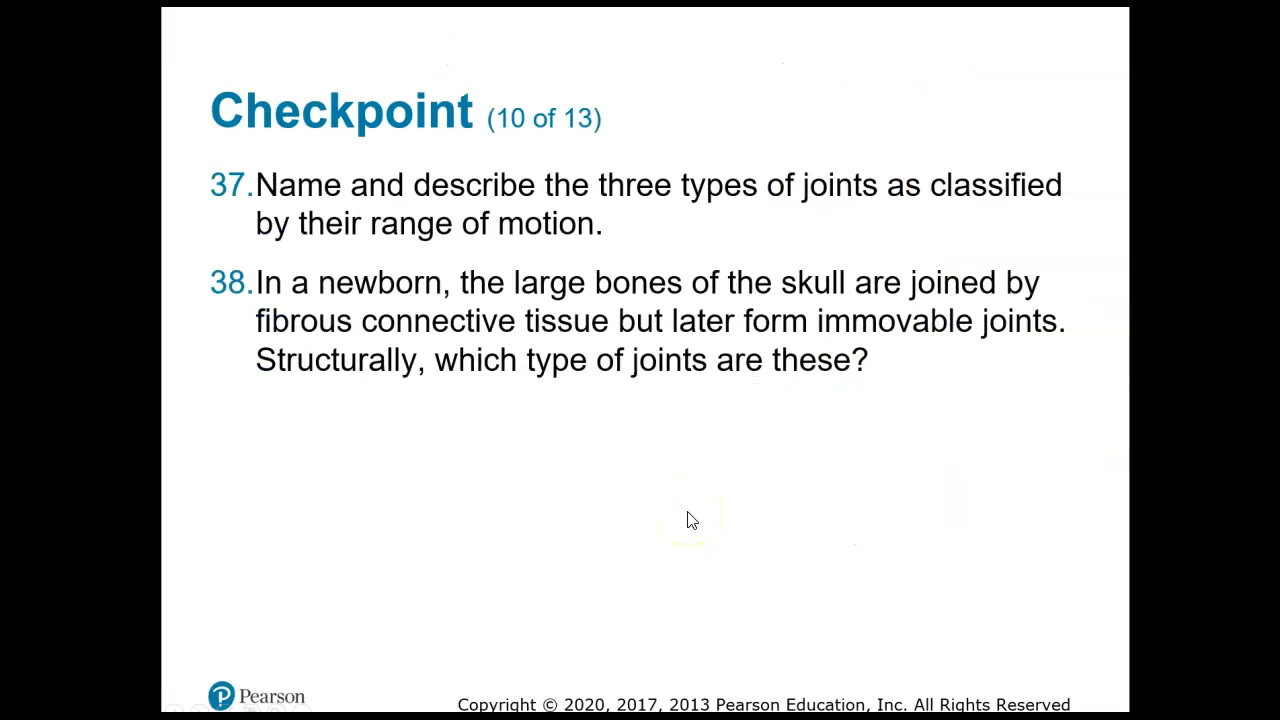 Checkpoint (10 of 13)
37. Name and describe the three types of joints as classified
by their range of motion.
38. In a newborn, the large bones of the skull are joined by
fibrous connective tissue but later form immovable joints.
Structurally, which type of joints are these?
P Pearson
Copyright © 2020, 2017, 2013 Pearson Education, Inc. All Rights Reserved